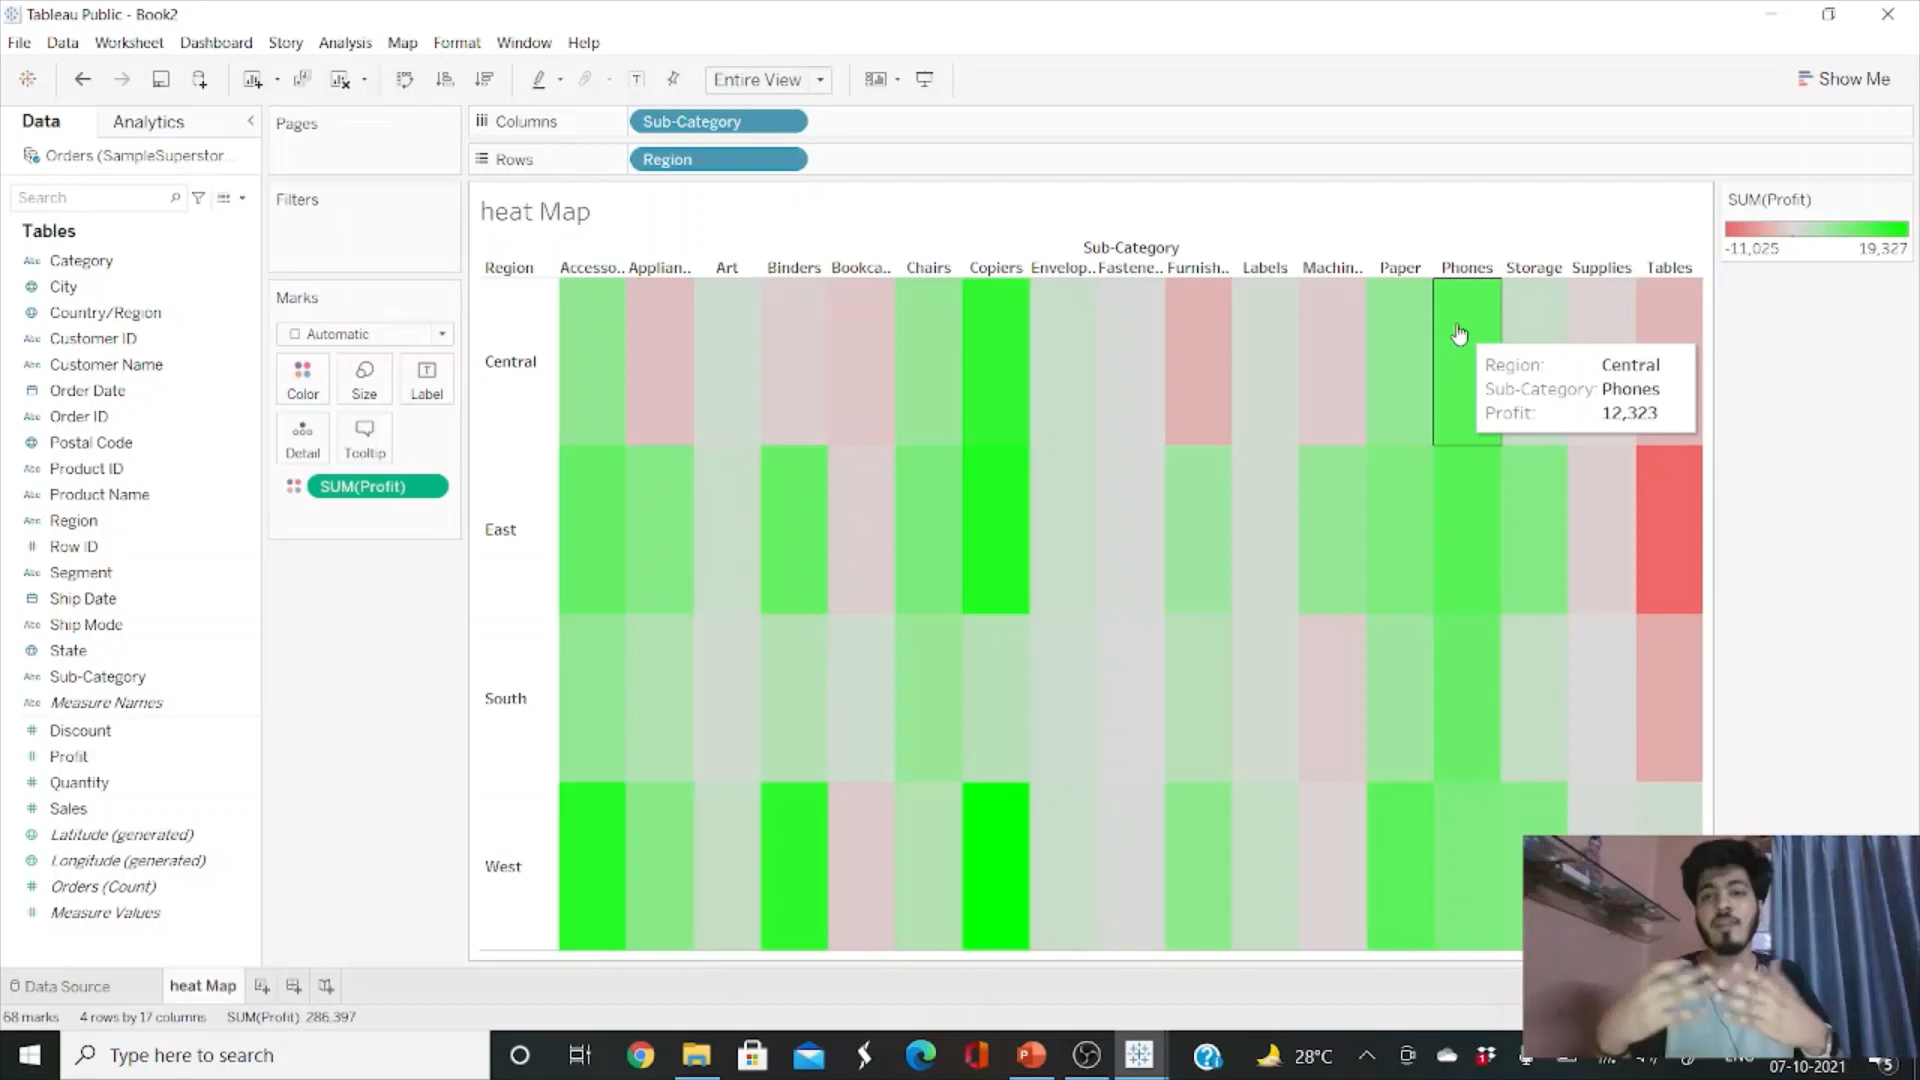 Tableau Public - Book2
File Data Worksheet Dashboard Story Analysis Map Format Window Help
Entire View
Show Me
Data Analytics
Pages
Columns Sub-Category
Orders (SampleSuperstor...
Rows Region
Search
Filters
Tables
Category
City
Country/Region
Customer ID
Customer Name
Order Date
Order ID
Postal Code
Product ID
Product Name
Region
Row ID
Segment
Ship Date
Ship Mode
State
Sub-Category
Measure Names
Discount
Profit
Quantity
Sales
Latitude (generated)
Longitude (generated)
Orders (Count)
Measure Values
Marks
Automatic
Color Size Label
Detail Tooltip
SUM(Profit)
heat Map
Sub-Category
Region Accesso.. Applian.. Art Binders Bookca.. Chairs Copiers Envelop.. Fastene.. Furnish.. Labels Machin.. Paper Phones Storage Supplies Tables
Central
East
South
West
Region: Central
Sub-Category: Phones
Profit: 12,323
SUM(Profit)
-11,025 19,327
Data Source heat Map
68 marks 4 rows by 17 columns SUM(Profit): 286,397
Type here to search
28°C
07-10-2021
5